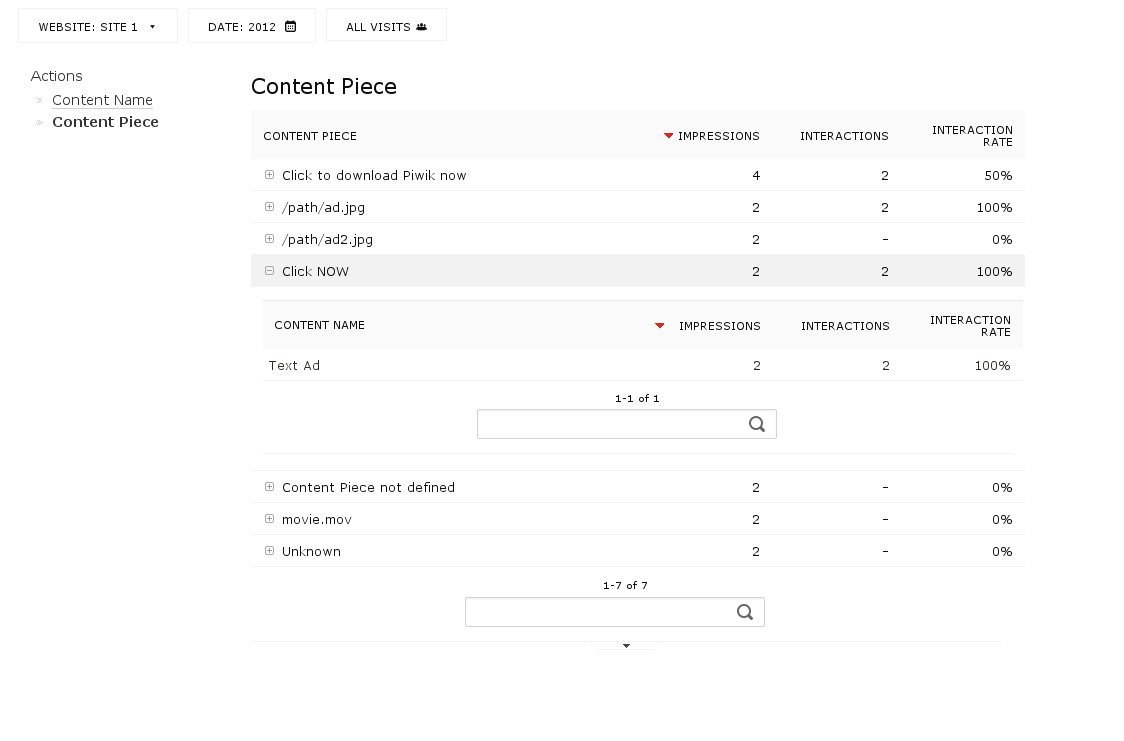 WEBSITE: SITE 1 DATE: 2012 ALL VISITS
Actions
Content Name
Content Piece
Content Piece
CONTENT PIECE IMPRESSIONS INTERACTIONS INTERACTION RATE
Click to download Piwik now 4 2 50%
/path/ad.jpg 2 2 100%
/path/ad2.jpg 2 - 0%
Click NOW 2 2 100%
CONTENT NAME IMPRESSIONS INTERACTIONS INTERACTION RATE
Text Ad 2 2 100%
1-1 of 1
Content Piece not defined 2 - 0%
movie.mov 2 - 0%
Unknown 2 - 0%
1-7 of 7